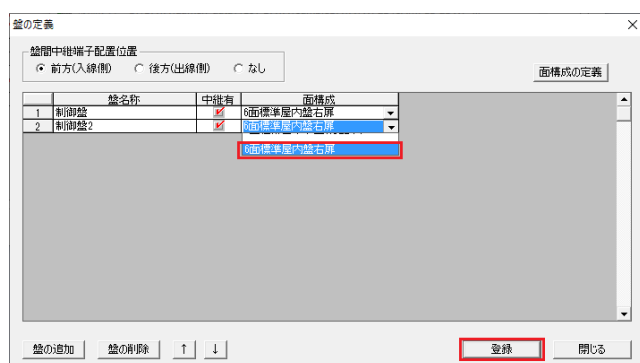 盤の定義
盤間中継端子配置位置
前方(入線側) 後方(出線側) なし
面構成の定義
盤名称 中継有 面構成
1 制御盤 6面標準屋内盤右扉
2 制御盤2 6面標準屋内盤右扉
6面標準屋内盤右扉
盤の追加 盤の削除 ↑ ↓ 登録 閉じる